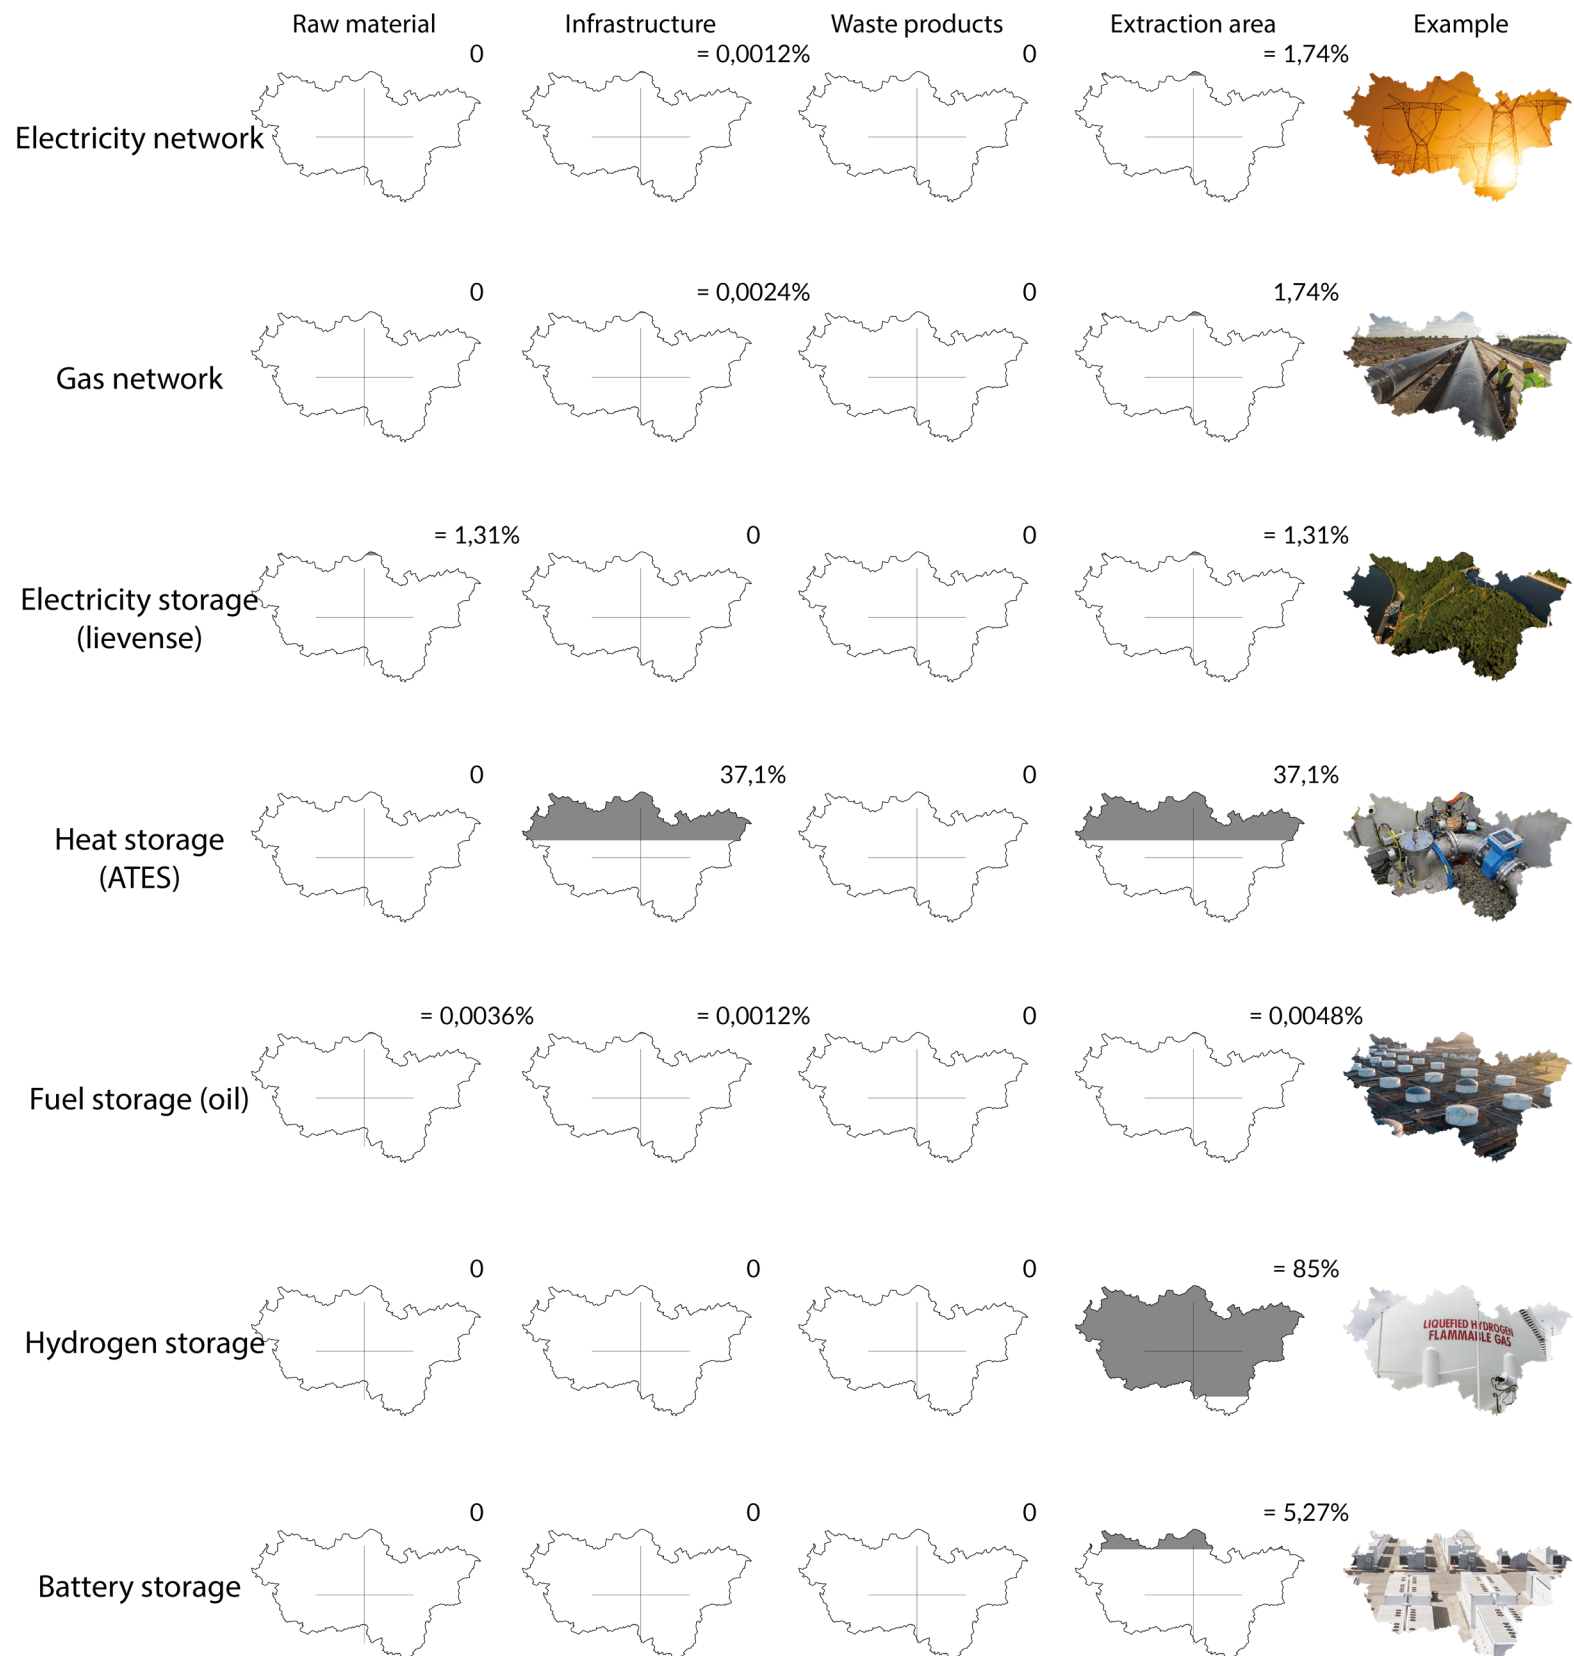 Raw material Infrastructure Waste products Extraction area Example
0 = 0,0012% 0 = 1,74%
Electricity network
0 = 0,0024% 0 1,74%
Gas network
= 1,31% 0 0 = 1,31%
Electricity storage
(lievense)
0 37,1% 0 37,1%
Heat storage
(ATES)
= 0,0036% = 0,0012% 0 = 0,0048%
Fuel storage (oil)
0 0 0 = 85%
Hydrogen storage
LIQUEFIED HYDROGEN
FLAMMABLE GAS
0 0 0 = 5,27%
Battery storage